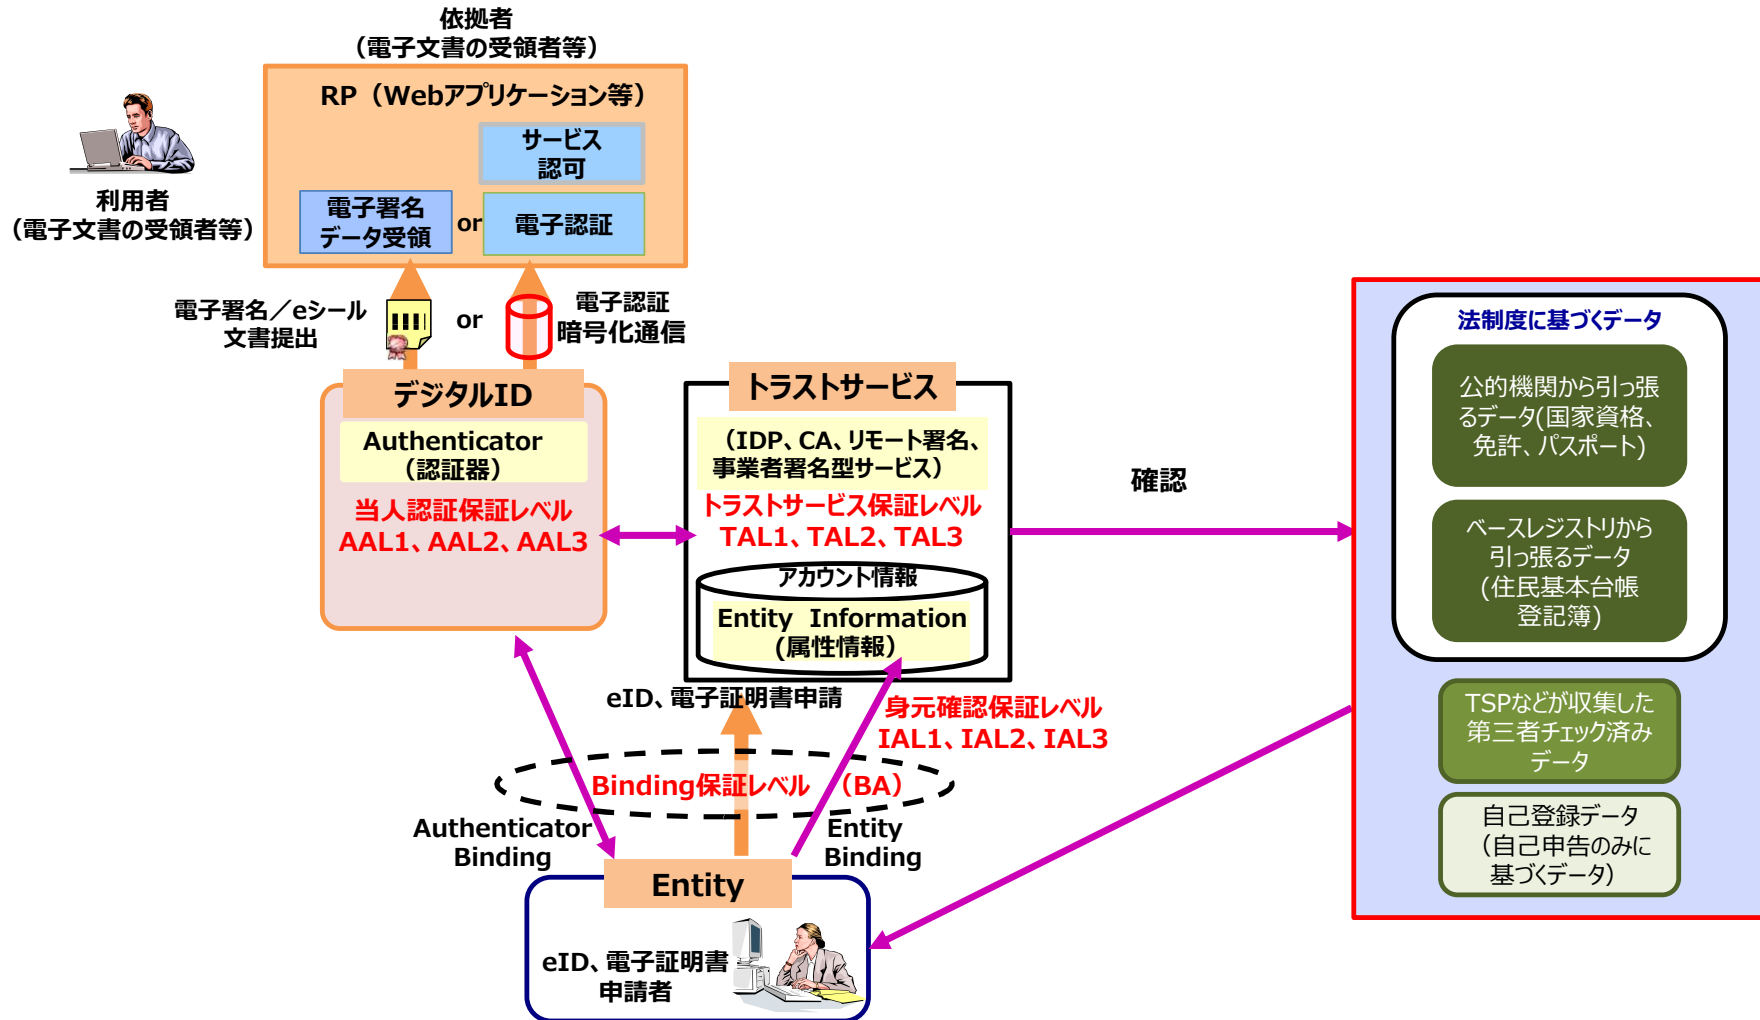 依拠者
（電子文書の受領者等）
RP（Webアプリケーション等）
サービス
認可
電子署名
データ受領
or
電子認証
利用者
（電子文書の受領者等）
電子署名／eシール
文書提出
or
電子認証
暗号化通信
デジタルID
Authenticator
（認証器）
当人認証保証レベル
AAL1、AAL2、AAL3
トラストサービス
（IDP、CA、リモート署名、
事業者署名型サービス）
トラストサービス保証レベル
TAL1、TAL2、TAL3
アカウント情報
Entity Information
(属性情報）
確認
法制度に基づくデータ
公的機関から引っ張
るデータ(国家資格、
免許、パスポート)
ベースレジストリから
引っ張るデータ
(住民基本台帳
登記簿)
TSPなどが収集した
第三者チェック済み
データ
自己登録データ
（自己申告のみに
基づくデータ)
eID、電子証明書申請
身元確認保証レベル
IAL1、IAL2、IAL3
Binding保証レベル （BA）
Authenticator
Binding
Entity
Binding
Entity
eID、電子証明書
申請者